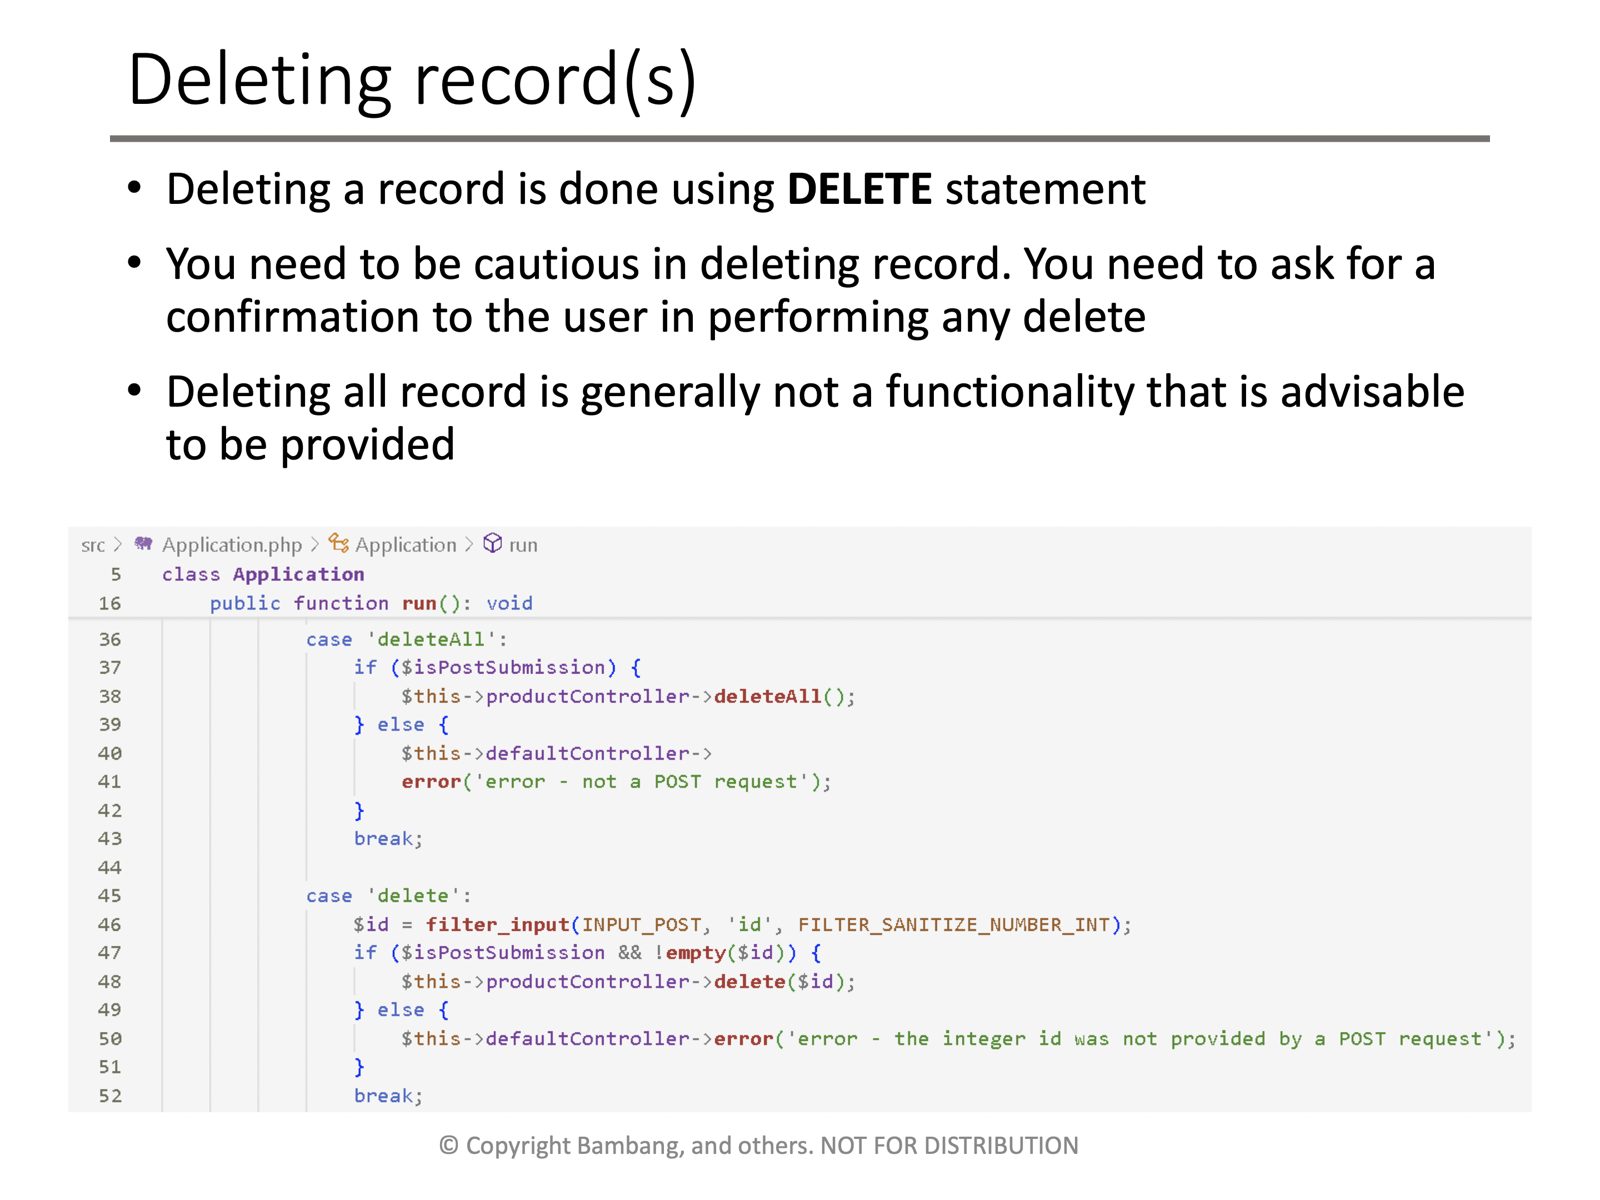 Deleting record(s)
• Deleting a record is done using DELETE statement
• You need to be cautious in deleting record. You need to ask for a
confirmation to the user in performing any delete
• Deleting all record is generally not a functionality that is advisable
to be provided
src > Application.php > Application > run
5 class Application
16 public function run(): void
36 case 'deleteAll':
37 if ($isPostSubmission) {
38 $this->productController->deleteAll();
39 } else {
40 $this->defaultController->
41 error('error - not a POST request');
42 }
43 break;
44
45 case 'delete':
46 $id = filter_input(INPUT_POST, 'id', FILTER_SANITIZE_NUMBER_INT);
47 if ($isPostSubmission && !empty($id)) {
48 $this->productController->delete($id);
49 } else {
50 $this->defaultController->error('error - the integer id was not provided by a POST request');
51 }
52 break;
© Copyright Bambang, and others. NOT FOR DISTRIBUTION